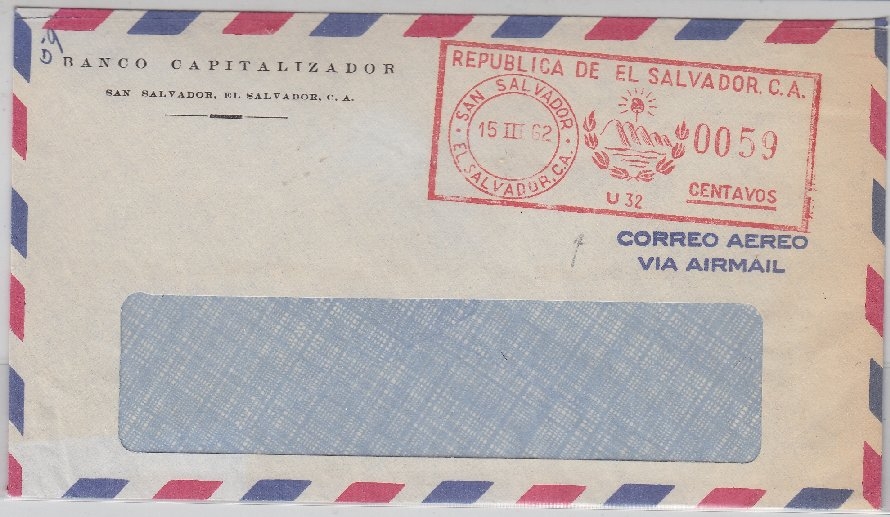 BANCO CAPITALIZADOR
SAN SALVADOR, EL SALVADOR, C. A.
REPUBLICA DE EL SALVADOR. C.A.
SAN SALVADOR
15 III 62
EL SALVADOR, C.A.
0059
CENTAVOS
U 32
CORREO AEREO
VIA AIRMAIL